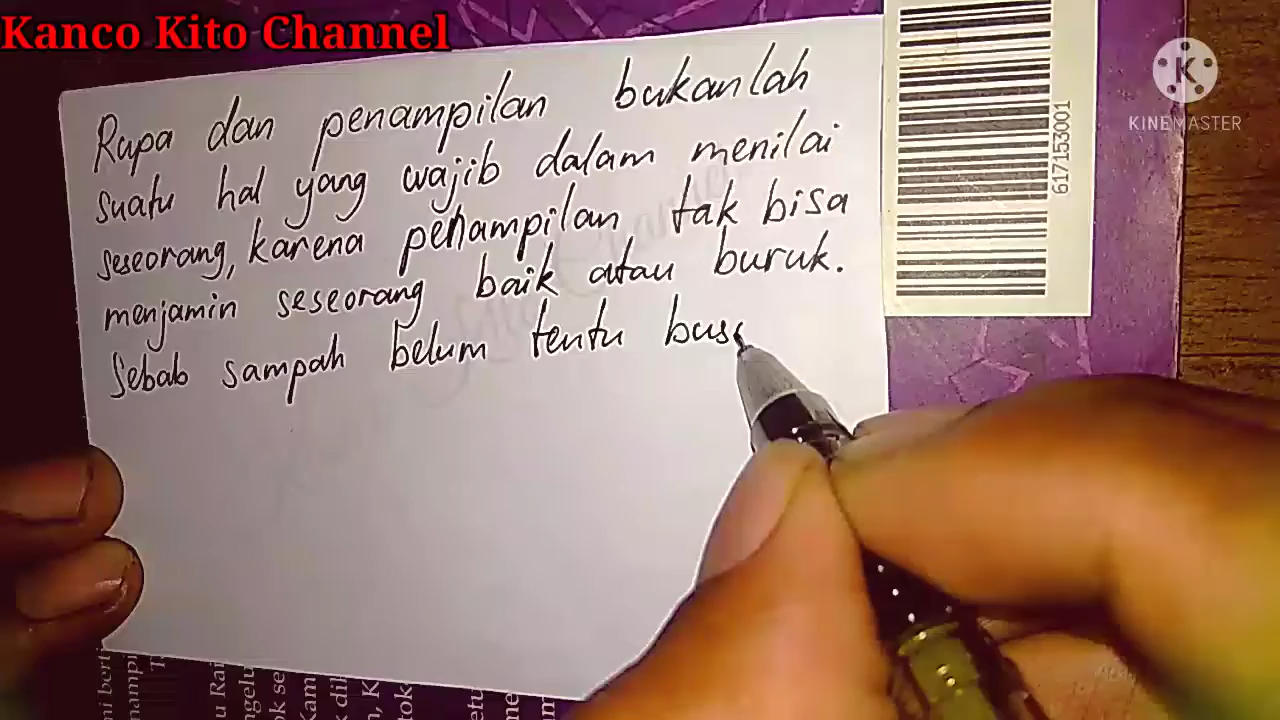 Kanco Kito Channel
KINEMASTER
617153001
Rupa dan penampilan bukanlah
suatu hal yang wajib dalam menilai
seseorang, karena penampilan tak bisa
menjamin seseorang baik atau buruk.
Sebab sampah belum tentu bus